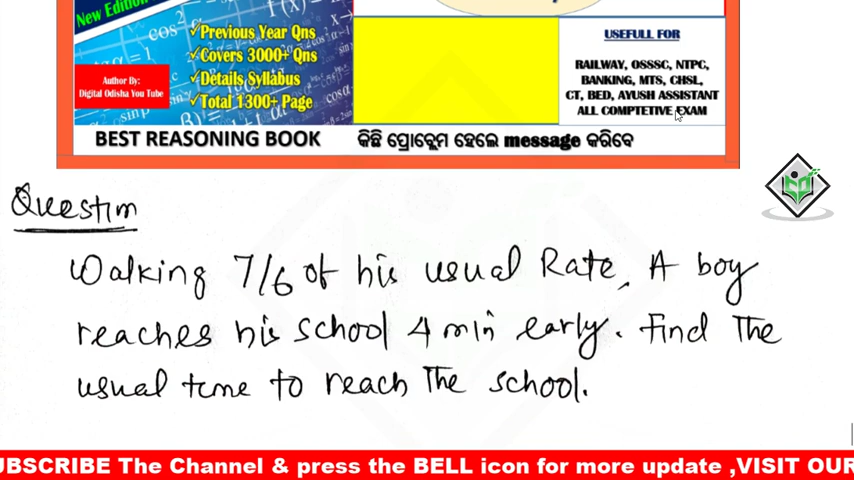 New Edition
✓Previous Year Qns
✓Covers 3000+ Qns
✓Details Syllabus
✓Total 1300+ Page
Author By:
Digital Odisha You Tube
USEFULL FOR
RAILWAY, OSSSC, NTPC,
BANKING, MTS, CHSL,
CT, BED, AYUSH ASSISTANT
ALL COMPTETIVE EXAM
BEST REASONING BOOK
କିଛି ପ୍ରୋବ୍ଲେମ ହେଲେ message କରିବେ
Question
Walking 7/6 of his usual Rate, A boy
reaches his school 4 min early. Find The
usual time to reach The school.
UBSCRIBE The Channel & press the BELL icon for more update ,VISIT OUR